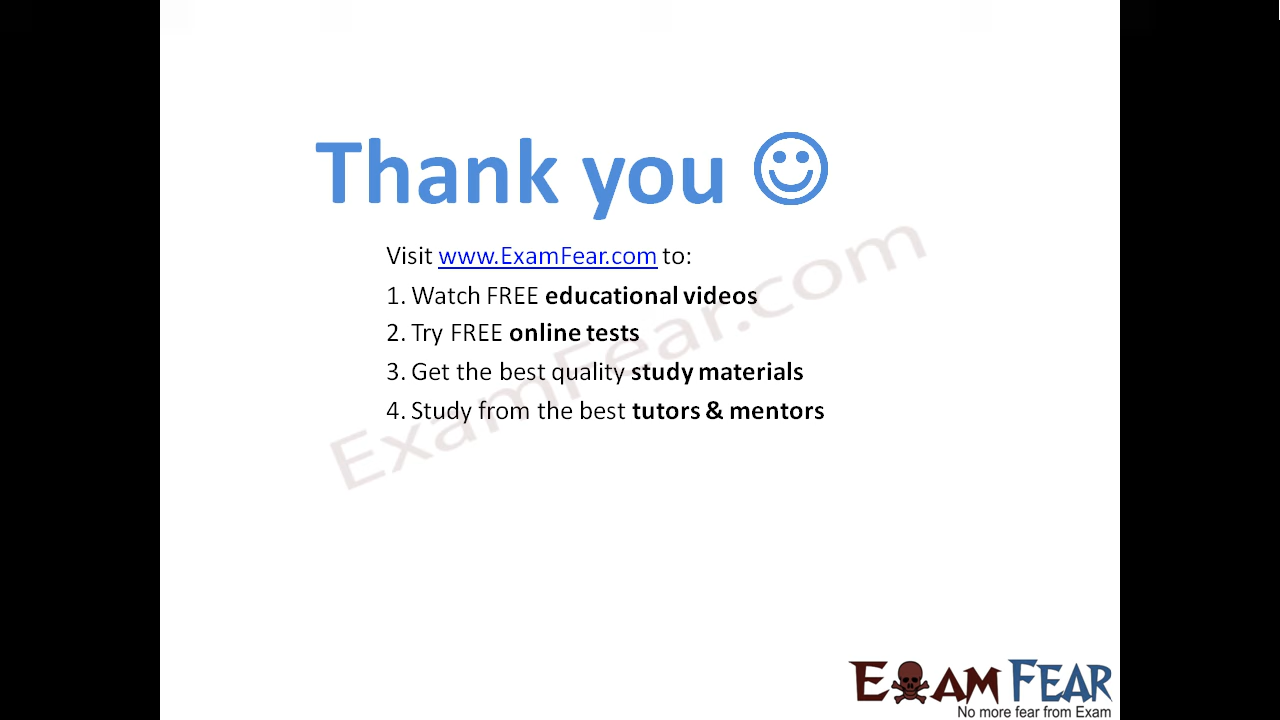 Thank you ☺
Visit www.ExamFear.com to:
1. Watch FREE educational videos
2. Try FREE online tests
3. Get the best quality study materials
4. Study from the best tutors & mentors
ExamFear.com
EXAM FEAR
No more fear from Exam